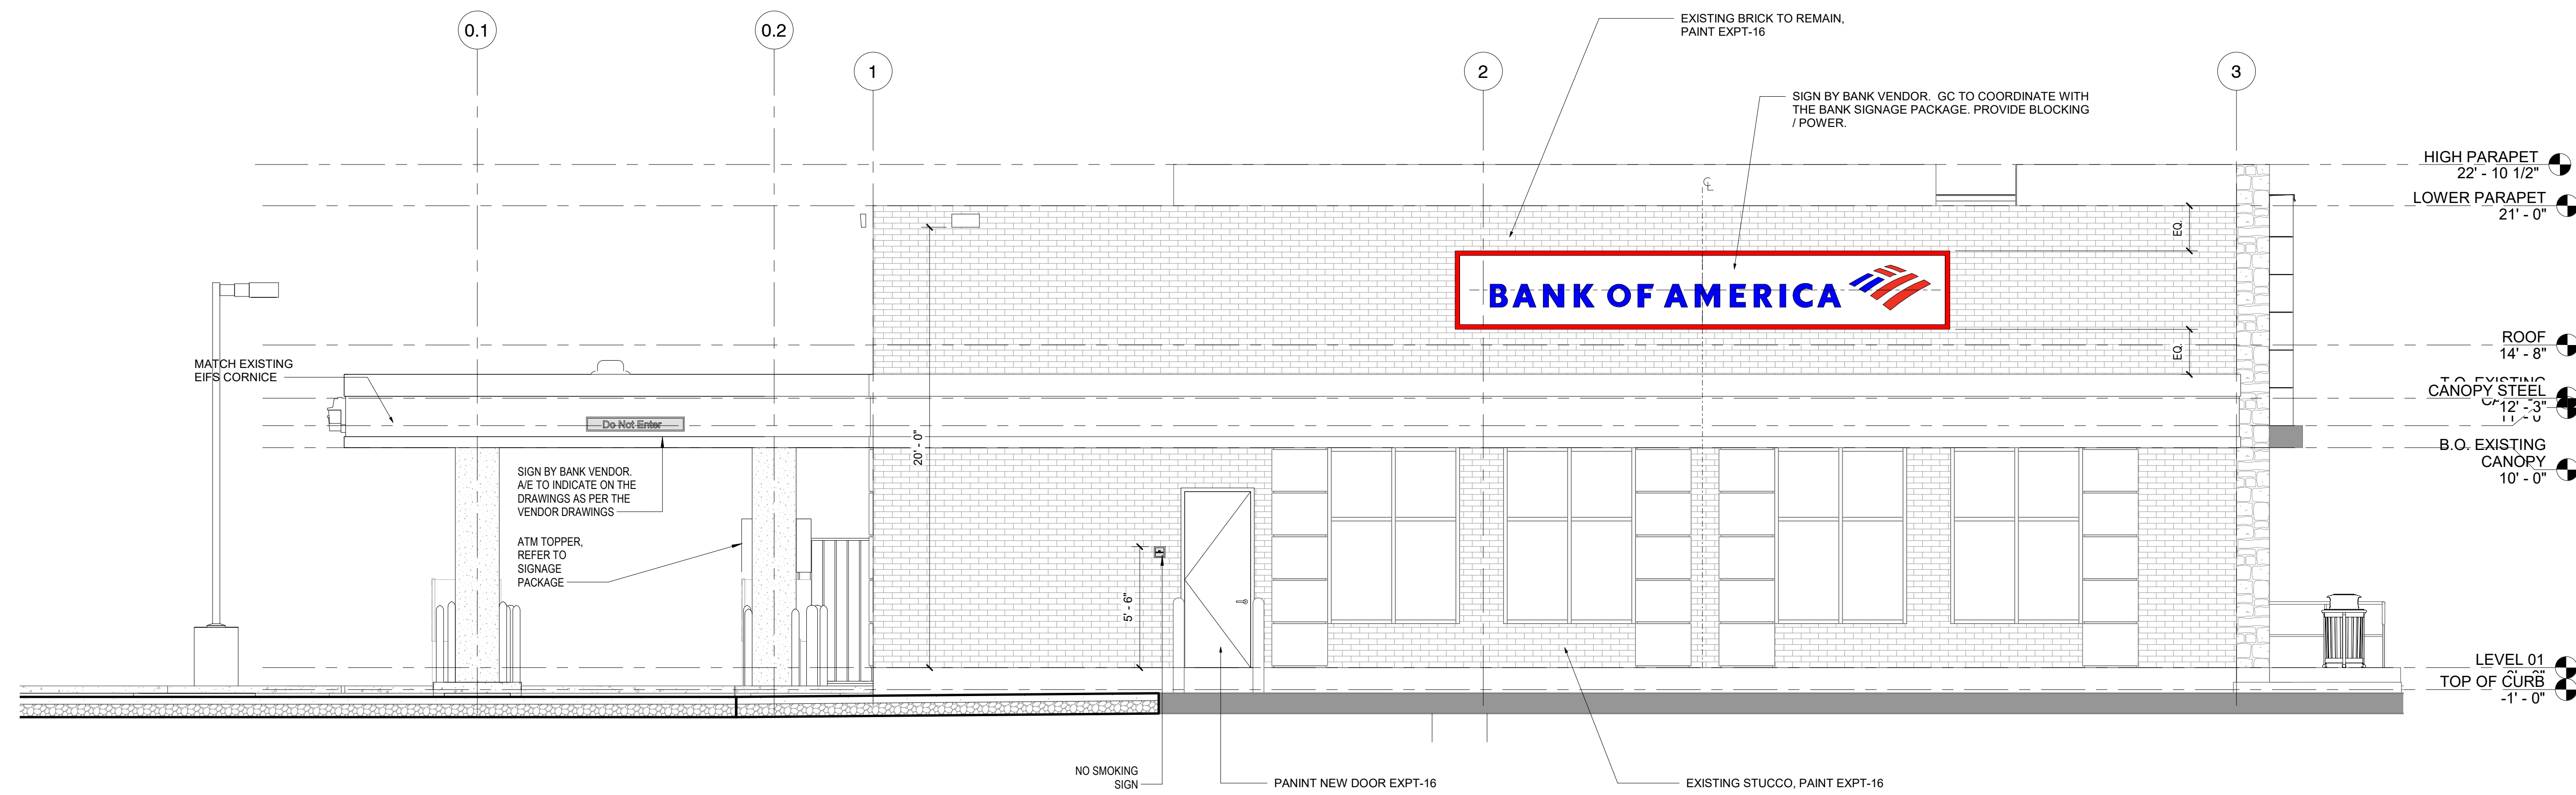 0.1
0.2
1
2
3
EXISTING BRICK TO REMAIN,
PAINT EXPT-16
SIGN BY BANK VENDOR. GC TO COORDINATE WITH
THE BANK SIGNAGE PACKAGE. PROVIDE BLOCKING
/ POWER.
HIGH PARAPET
22' - 10 1/2"
LOWER PARAPET
21' - 0"
EQ.
BANK OF AMERICA
EQ.
ROOF
14' - 8"
T.O. EXISTING
CANOPY STEEL
12' - 3"
11' - 0"
B.O. EXISTING
CANOPY
10' - 0"
MATCH EXISTING
EIFS CORNICE
Do Not Enter
20' - 0"
SIGN BY BANK VENDOR.
A/E TO INDICATE ON THE
DRAWINGS AS PER THE
VENDOR DRAWINGS
ATM TOPPER,
REFER TO
SIGNAGE
PACKAGE
5' - 6"
LEVEL 01
TOP OF CURB
-1' - 0"
NO SMOKING
SIGN
PANINT NEW DOOR EXPT-16
EXISTING STUCCO, PAINT EXPT-16